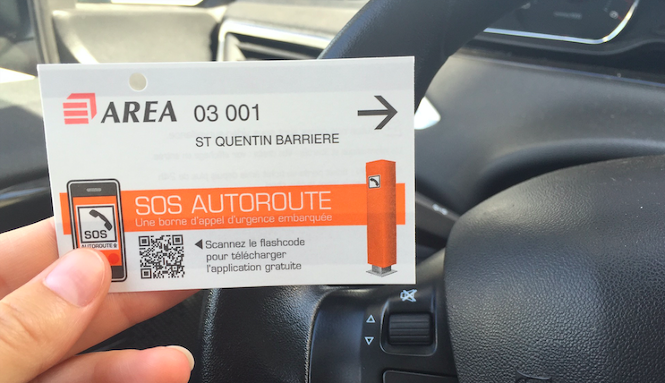 AREA 03 001
ST QUENTIN BARRIERE
SOS AUTOROUTE
Une borne d'appel d'urgence embarquée
SOS
AUTOROUTE
Scannez le flashcode
pour télécharger
l'application gratuite